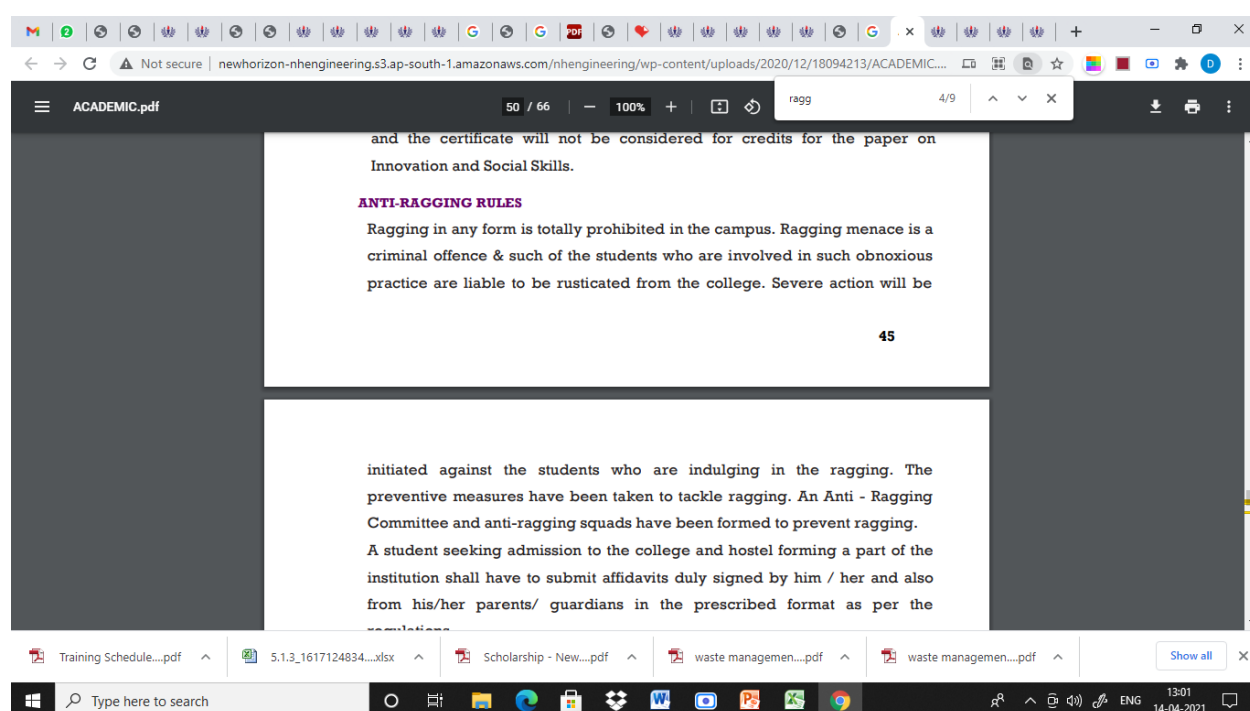 Not secure | newhorizon-nhengineering.s3.ap-south-1.amazonaws.com/nhengineering/wp-content/uploads/2020/12/18094213/ACADEMIC....
D
ACADEMIC.pdf
50 / 66
100%
ragg
4/9
and the certificate will not be considered for credits for the paper on
Innovation and Social Skills.
ANTI-RAGGING RULES
Ragging in any form is totally prohibited in the campus. Ragging menace is a
criminal offence & such of the students who are involved in such obnoxious
practice are liable to be rusticated from the college. Severe action will be
45
initiated against the students who are indulging in the ragging. The
preventive measures have been taken to tackle ragging. An Anti - Ragging
Committee and anti-ragging squads have been formed to prevent ragging.
A student seeking admission to the college and hostel forming a part of the
institution shall have to submit affidavits duly signed by him / her and also
from his/her parents/ guardians in the prescribed format as per the
Training Schedule....pdf
5.1.3_1617124834....xlsx
Scholarship - New....pdf
waste managemen....pdf
waste managemen....pdf
Show all
Type here to search
ENG
13:01
14-04-2021